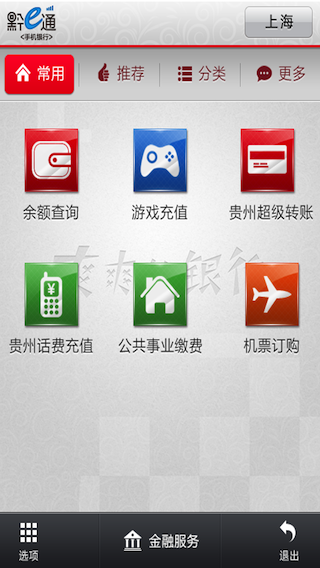 黔e通
<手机银行>
上海
常用
推荐
分类
更多
余额查询
游戏充值
贵州超级转账
爽爽的银行
贵州话费充值
公共事业缴费
机票订购
选项
金融服务
退出